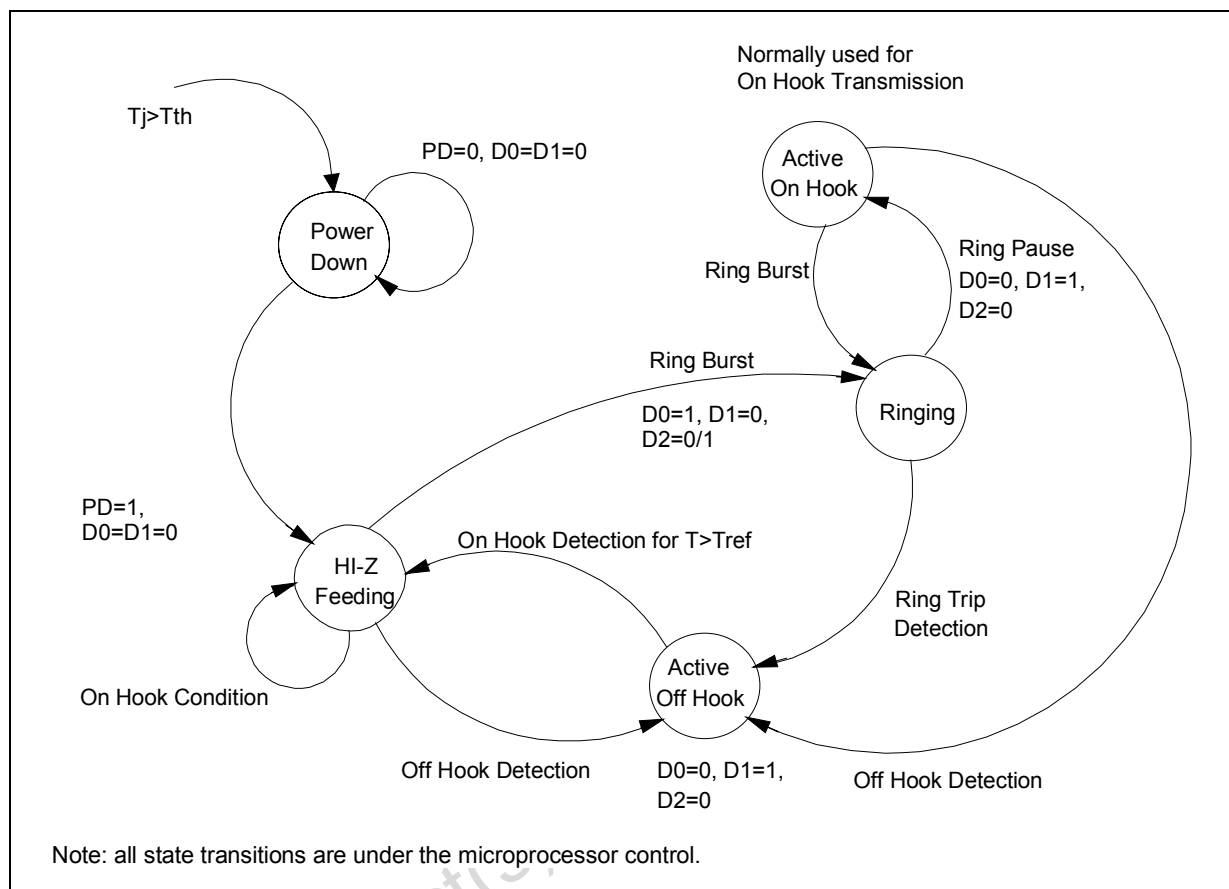 Normally used for
On Hook Transmission
Tj>Tth
PD=0, D0=D1=0
Active
On Hook
Power
Down
Ring Burst
Ring Pause
D0=0, D1=1,
D2=0
Ring Burst
D0=1, D1=0,
D2=0/1
Ringing
PD=1,
D0=D1=0
On Hook Detection for T>Tref
HI-Z
Feeding
Ring Trip
Detection
Active
Off Hook
On Hook Condition
Off Hook Detection
D0=0, D1=1,
D2=0
Off Hook Detection
Note: all state transitions are under the microprocessor control.